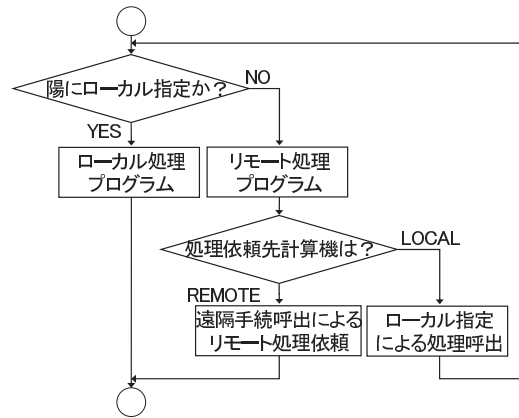 陽にローカル指定か？
NO
YES
ローカル処理
プログラム
リモート処理
プログラム
処理依頼先計算機は？
LOCAL
REMOTE
遠隔手続呼出による
リモート処理依頼
ローカル指定
による処理呼出